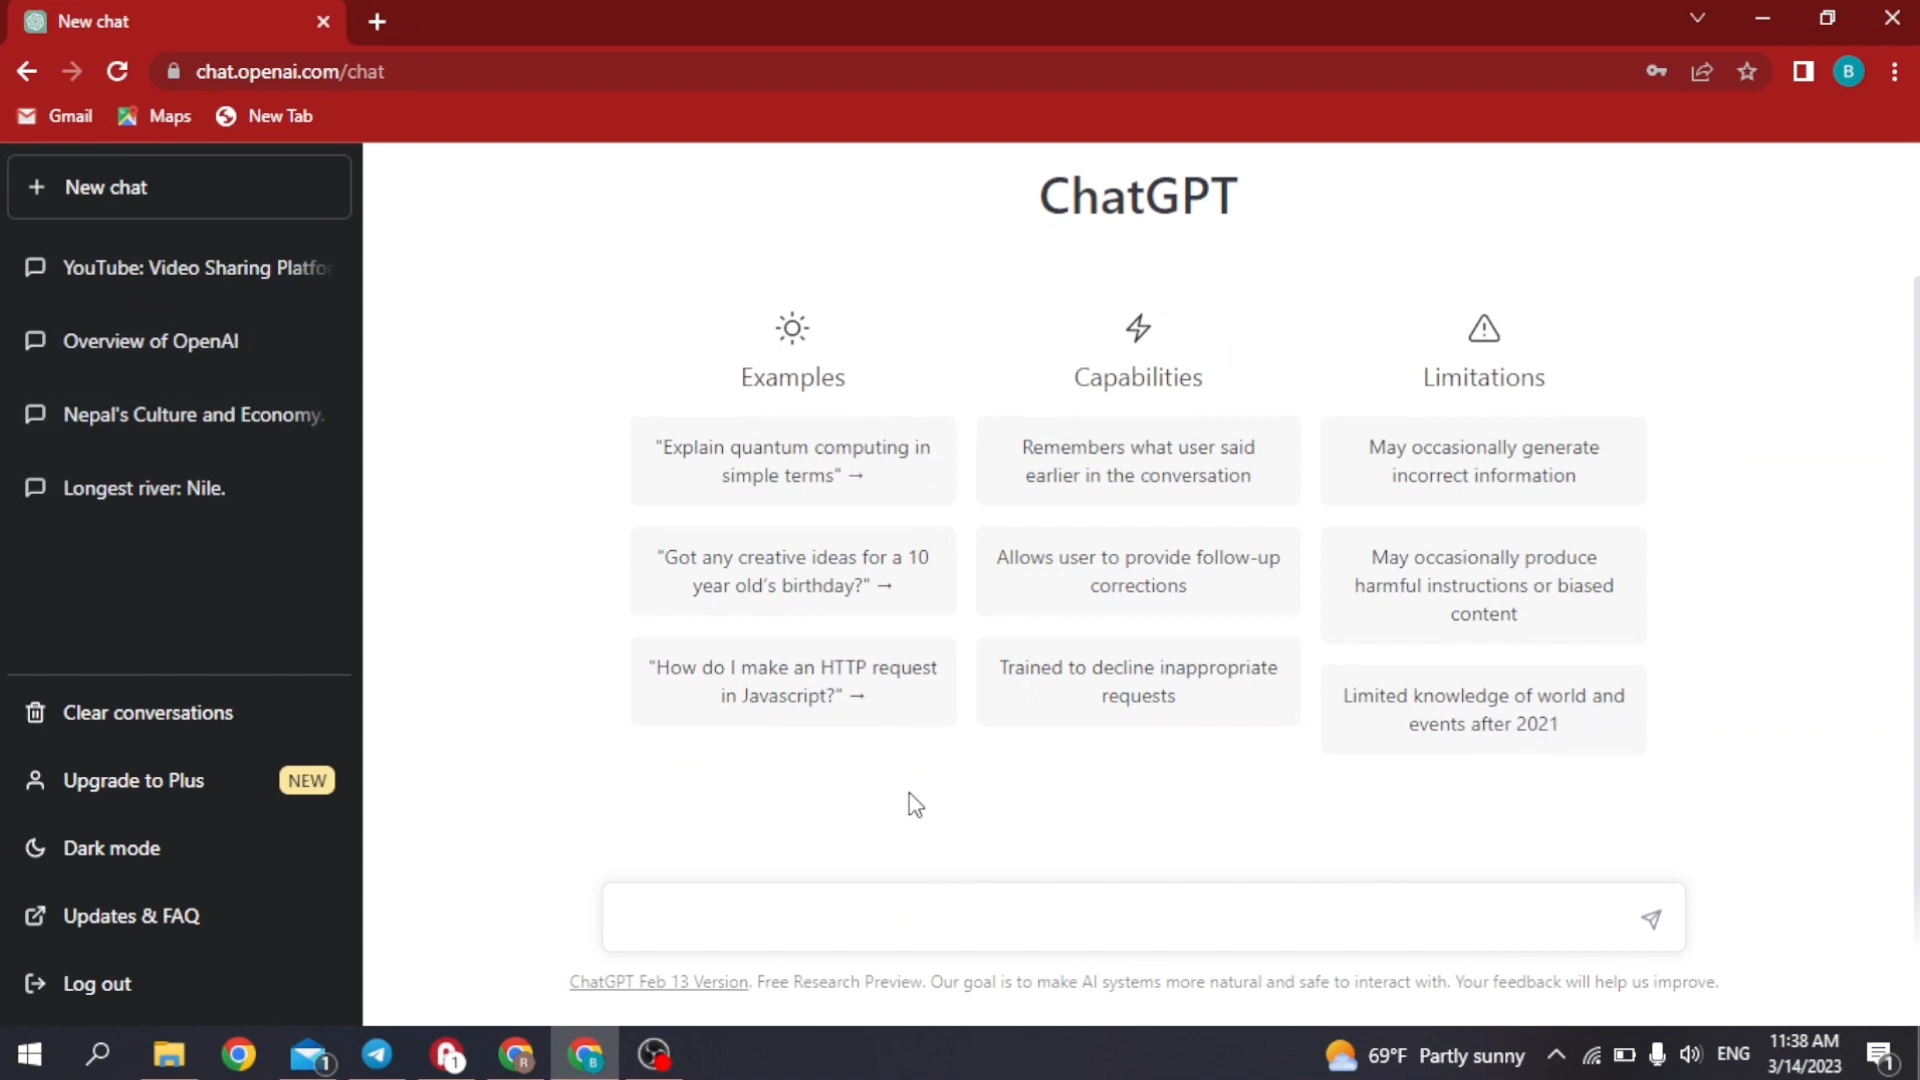 New chat
chat.openai.com/chat
B
Gmail
Maps
New Tab
New chat
YouTube: Video Sharing Platfo
Overview of OpenAI
Nepal's Culture and Economy.
Longest river: Nile.
Clear conversations
Upgrade to Plus
NEW
Dark mode
Updates & FAQ
Log out
ChatGPT
Examples
"Explain quantum computing in
simple terms" →
"Got any creative ideas for a 10
year old's birthday?" →
"How do I make an HTTP request
in Javascript?" →
Capabilities
Remembers what user said
earlier in the conversation
Allows user to provide follow-up
corrections
Trained to decline inappropriate
requests
Limitations
May occasionally generate
incorrect information
May occasionally produce
harmful instructions or biased
content
Limited knowledge of world and
events after 2021
ChatGPT Feb 13 Version. Free Research Preview. Our goal is to make AI systems more natural and safe to interact with. Your feedback will help us improve.
1
1
R
B
69°F Partly sunny
ENG
11:38 AM
3/14/2023
1